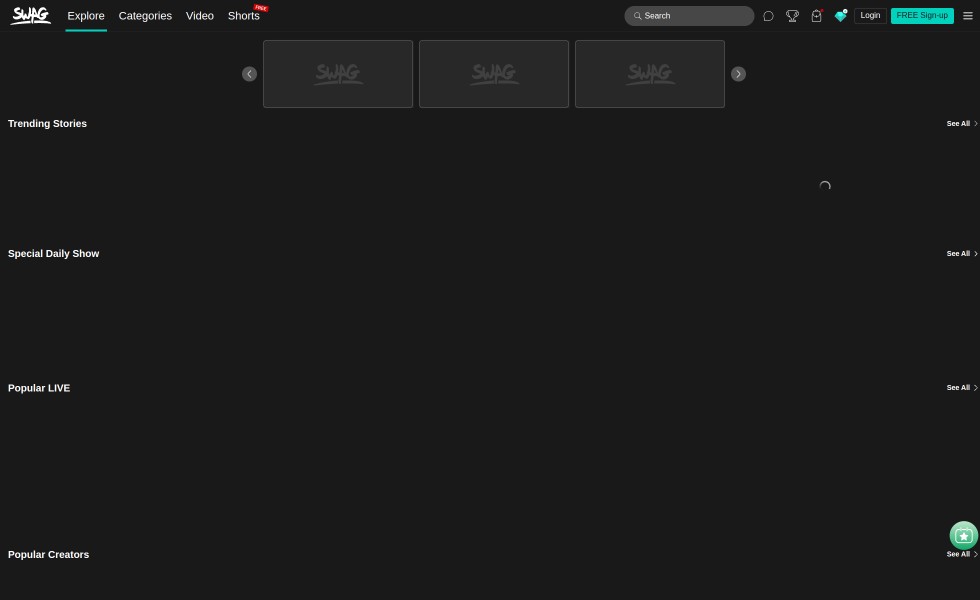 SWAG Explore Categories Video Shorts FREE Search Login FREE Sign-up
SWAG SWAG SWAG
Trending Stories See All
Special Daily Show See All
Popular LIVE See All
Popular Creators See All